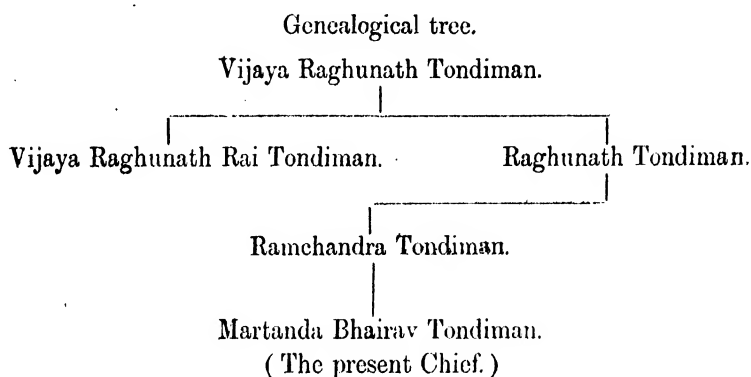 Genealogical tree.
Vijaya Raghunath Tondiman.
Vijaya Raghunath Rai Tondiman. Raghunath Tondiman.
Ramchandra Tondiman.
Martanda Bhairav Tondiman.
( The present Chief. )